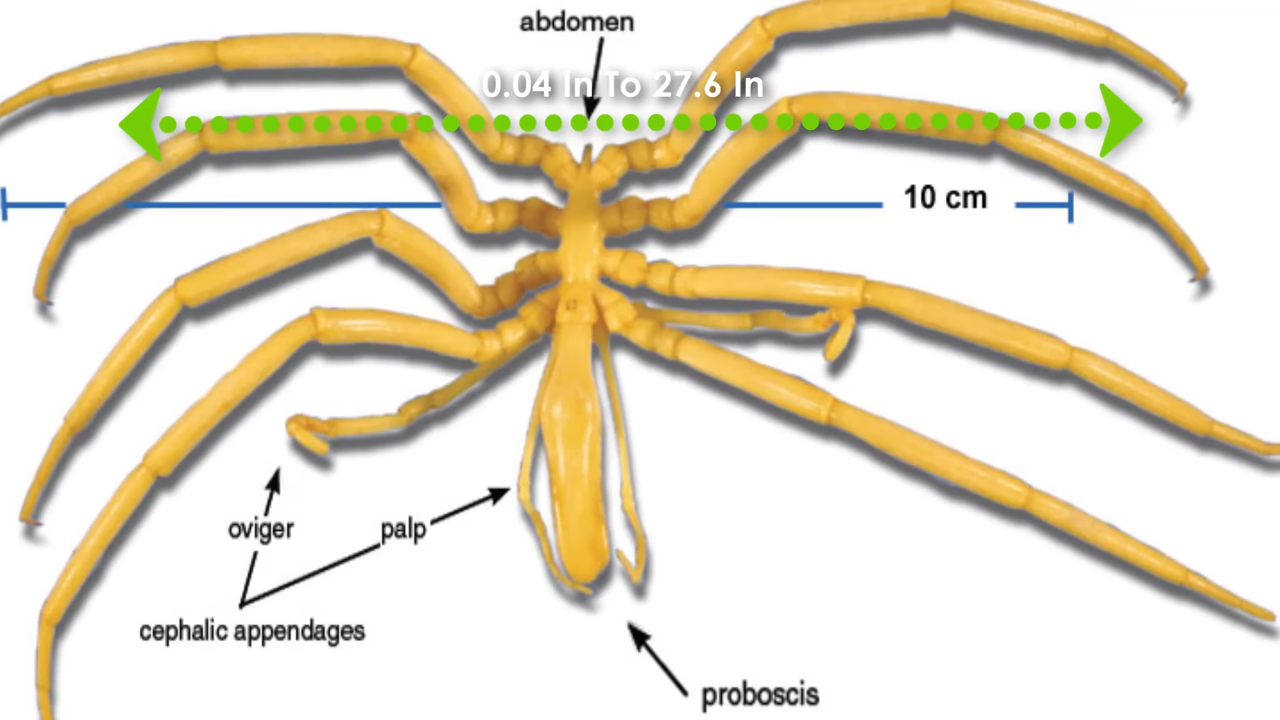 abdomen
0.04 In To 27.6 In
10 cm
oviger
palp
cephalic appendages
proboscis